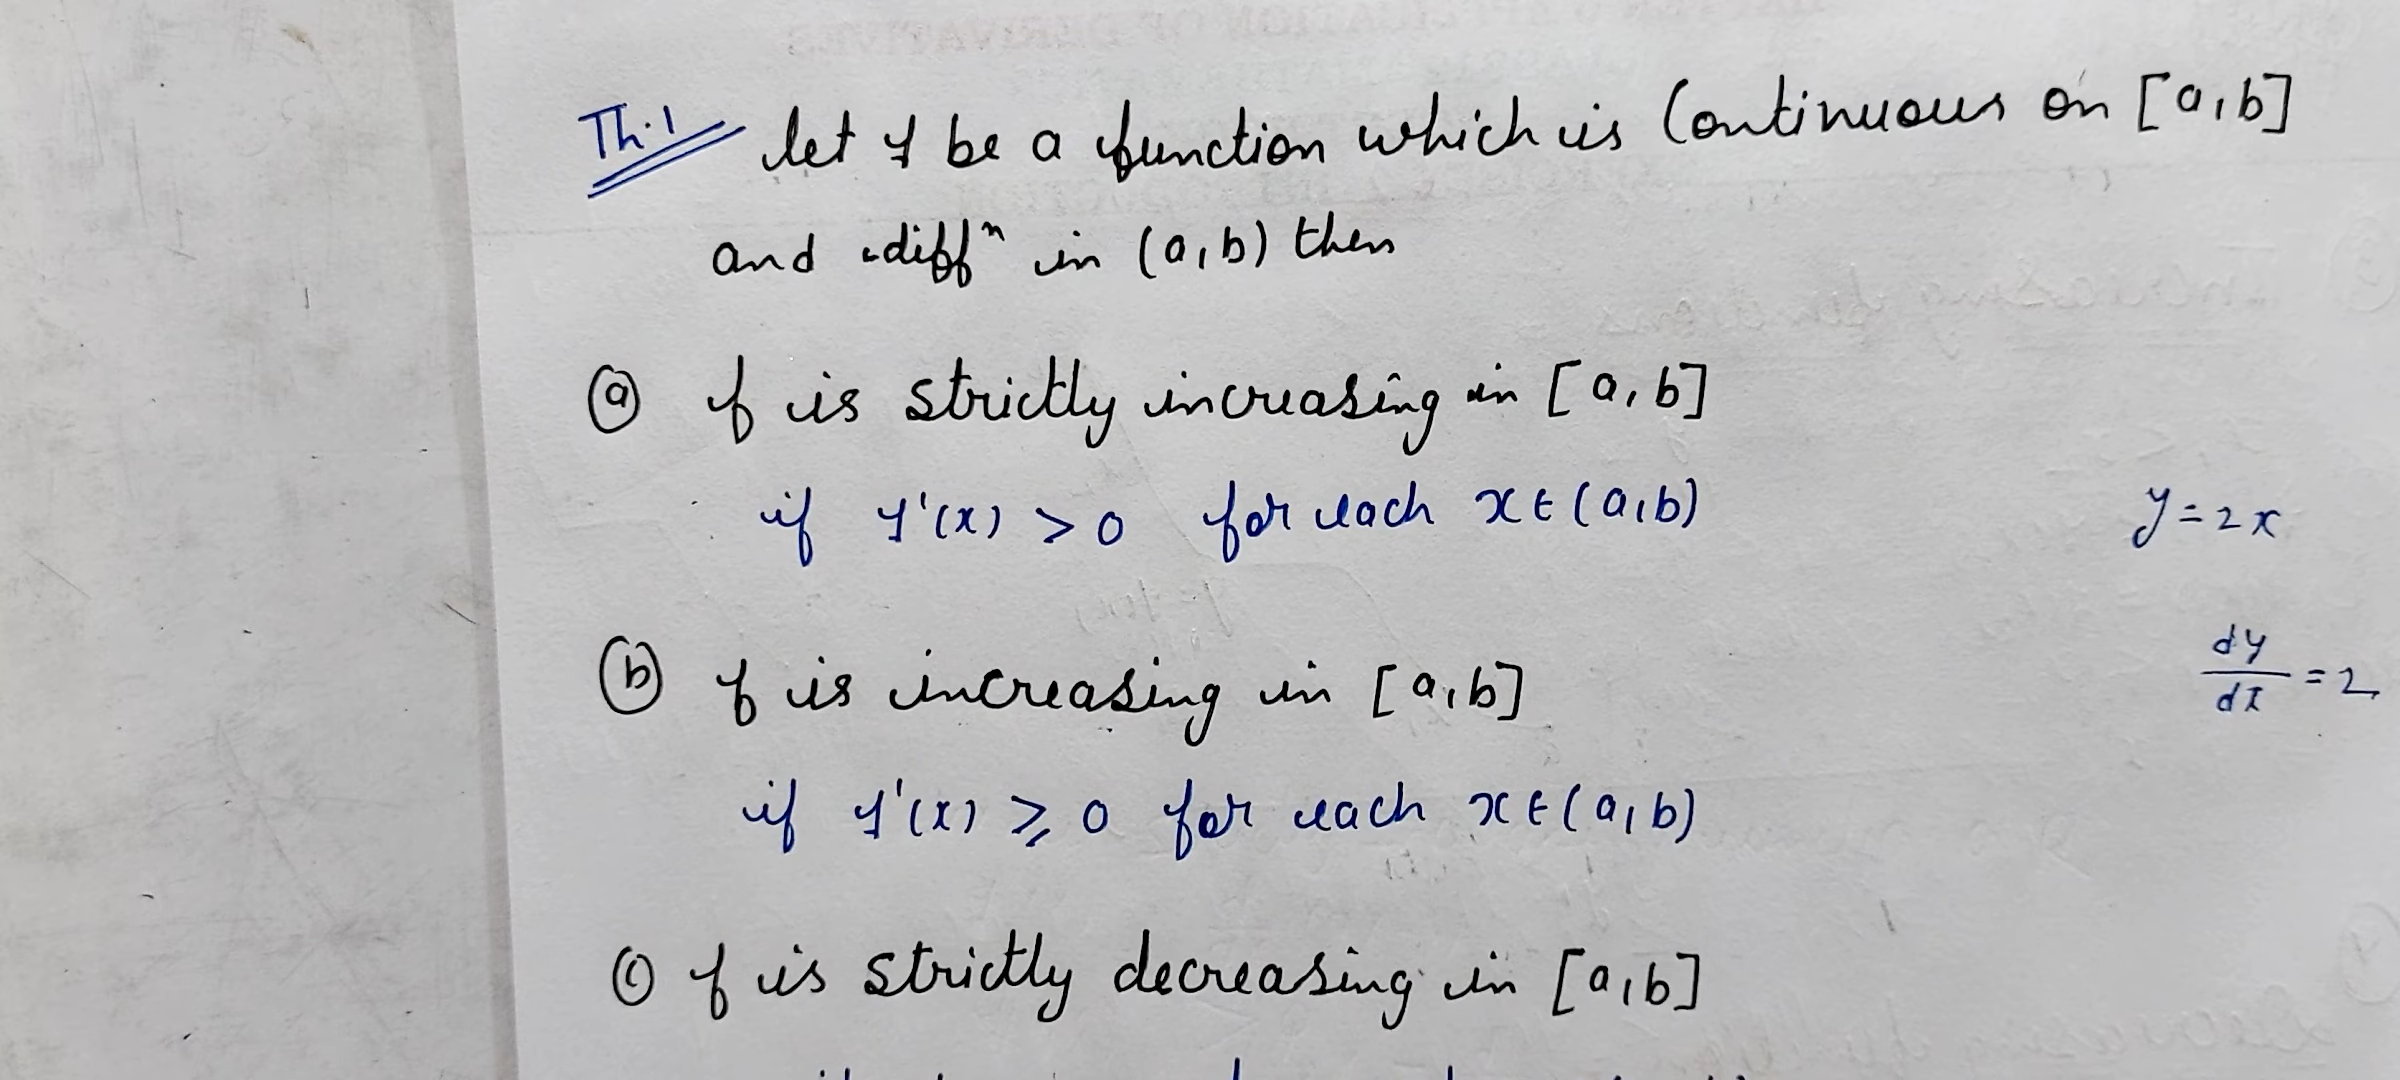 Th.1 let f be a function which is Continuous on [a,b]
and diffⁿ in (a,b) then
(a) f is strictly increasing in [a,b]
if f'(x) > 0 for each x∈(a,b)
y=2x
(b) f is increasing in [a,b]
dy/dx = 2
if f'(x) ⩾ 0 for each x∈(a,b)
(c) f is strictly decreasing in [a,b]